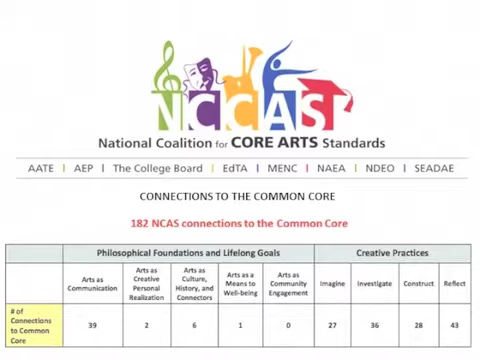 NCCAS
National Coalition for CORE ARTS Standards
AATE | AEP | The College Board | EdTA | MENC | NAEA | NDEO | SEADAE
CONNECTIONS TO THE COMMON CORE
182 NCAS connections to the Common Core
Philosophical Foundations and Lifelong Goals Creative Practices
Arts as Communication Arts as Creative Personal Realization Arts as Culture, History, and Connectors Arts as a Means to Well-being Arts as Community Engagement Imagine Investigate Construct Reflect
# of Connections to Common Core 39 2 6 1 0 27 36 28 43